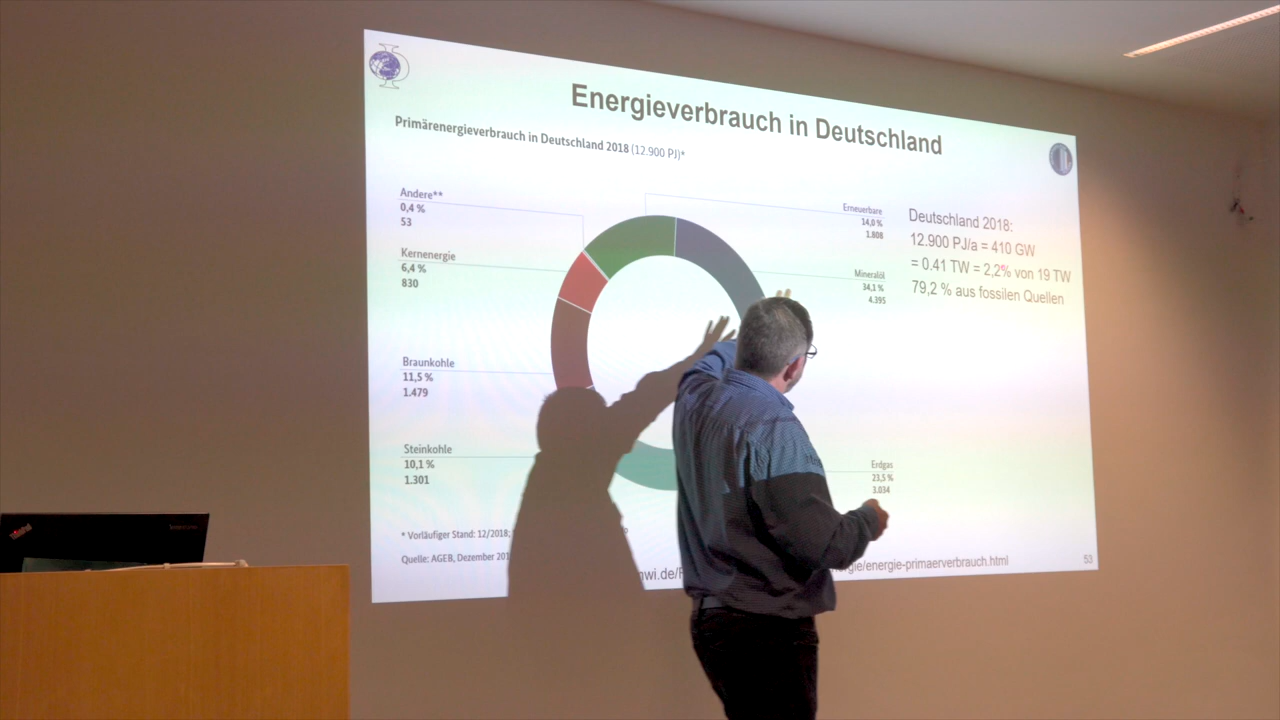 Energieverbrauch in Deutschland
Primärenergieverbrauch in Deutschland 2018 (12.900 PJ)*
Andere**
0,4 %
53
Kernenergie
6,4 %
830
Braunkohle
11,5 %
1.479
Steinkohle
10,1 %
1.301
Erneuerbare
14,0 %
1.808
Mineralöl
34,1 %
4.395
Erdgas
23,5 %
3.034
Deutschland 2018:
12.900 PJ/a = 410 GW
= 0.41 TW = 2,2% von 19 TW
79,2 % aus fossilen Quellen
* Vorläufiger Stand: 12/2018;
Quelle: AGEB, Dezember 201
nwi.de/ gie/energie-primaerverbrauch.html
53